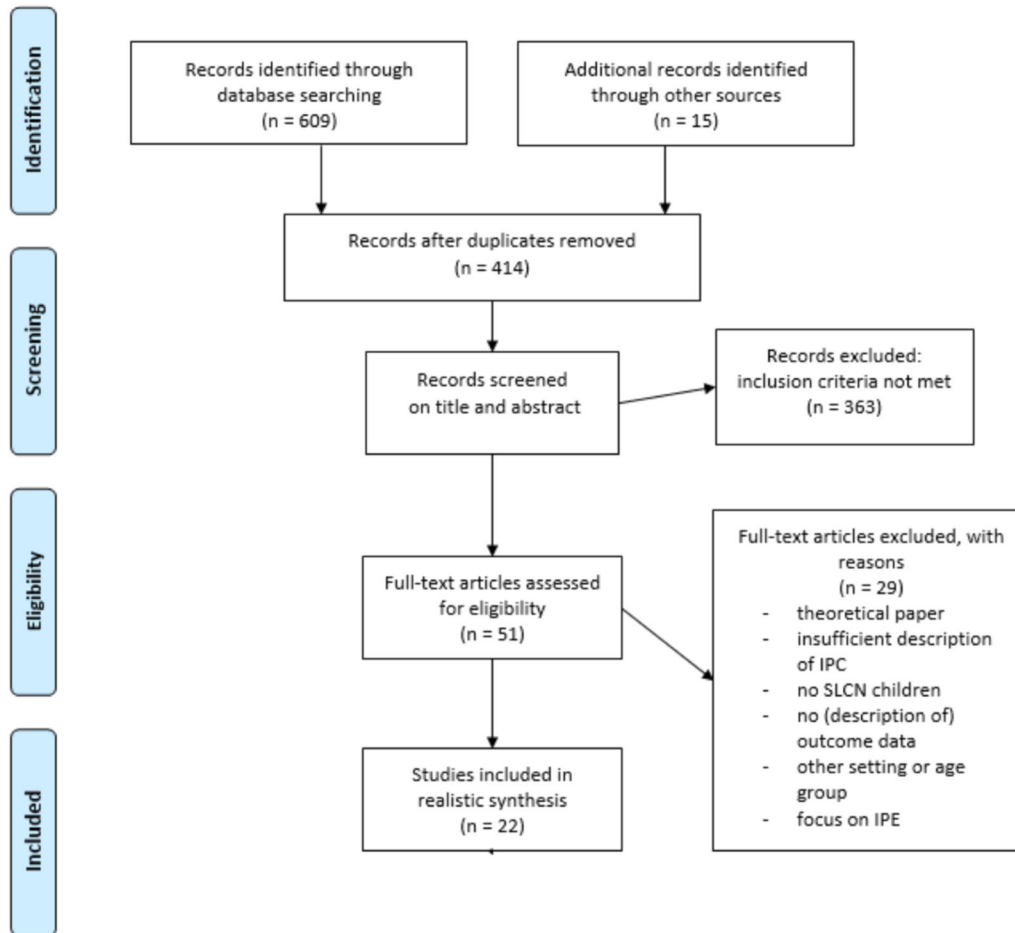 Identification
Records identified through
database searching
(n = 609)
Additional records identified
through other sources
(n = 15)
Records after duplicates removed
(n = 414)
Screening
Records screened
on title and abstract
Records excluded:
inclusion criteria not met
(n = 363)
Eligibility
Full-text articles assessed
for eligibility
(n = 51)
Full-text articles excluded, with
reasons
(n = 29)
- theoretical paper
- insufficient description
of IPC
- no SLCN children
- no (description of)
outcome data
- other setting or age
group
- focus on IPE
Included
Studies included in
realistic synthesis
(n = 22)